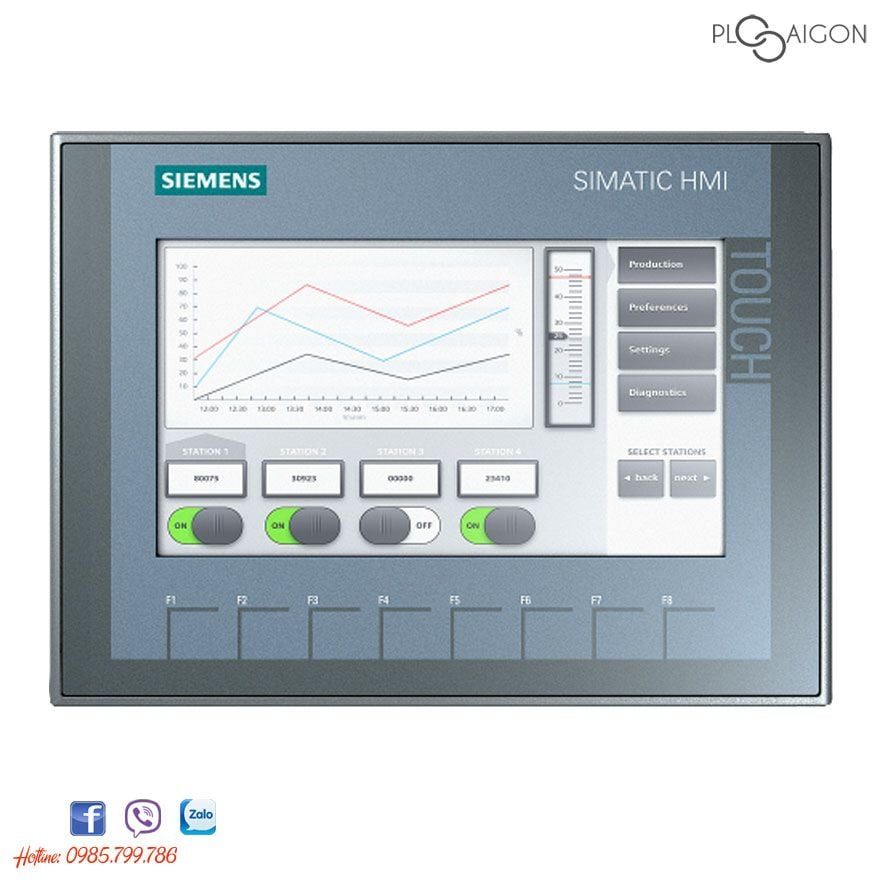 PLCSAIGON
SIEMENS
SIMATIC HMI
TOUCH
100
90
80
70
60
50
40
30
20
10
12.00 12.30 13.00 13.30 14.00 14.30 15.00 15.30 16.00 16.30 17.00
%
50
40
30
20
10
0
Production
Preferences
Settings
Diagnostics
STATION 1 STATION 2 STATION 3 STATION 4
80075 30923 00000 23410
ON ON OFF ON
SELECT STATIONS
back next
F1 F2 F3 F4 F5 F6 F7 F8
f
Zalo
Hotline: 0985.799.786